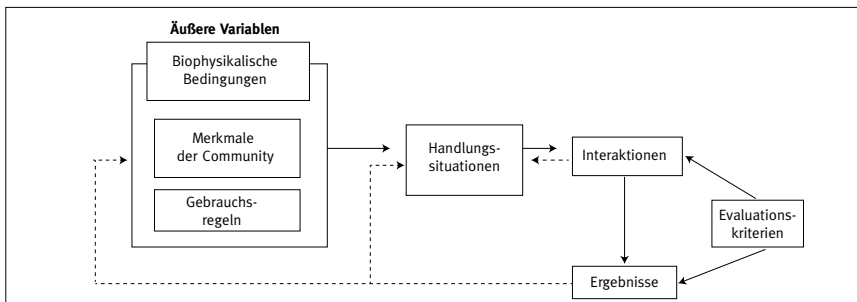 Äußere Variablen
Biophysikalische
Bedingungen
Merkmale
der Community
Gebrauchs-
regeln
Handlungs-
situationen
Interaktionen
Evaluations-
kriterien
Ergebnisse